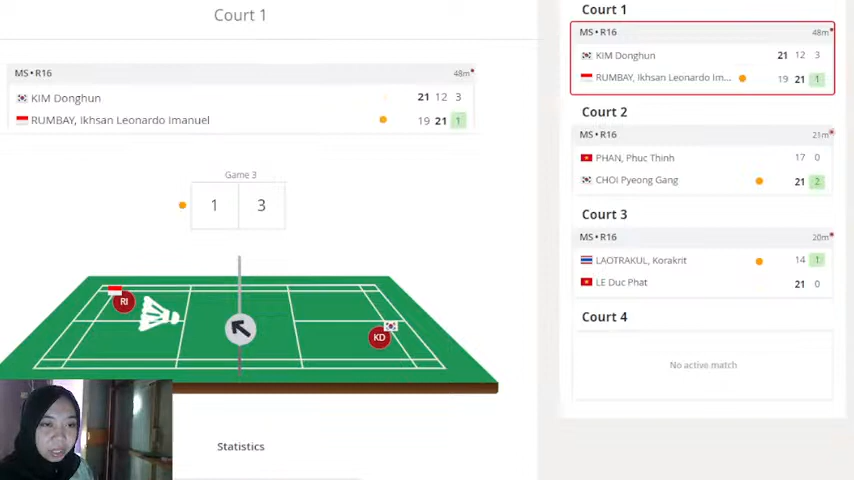 Court 1
MS • R16 48m
KIM Donghun 21 12 3
RUMBAY, Ikhsan Leonardo Imanuel 19 21 1
Game 3
1 3
RI
KD
Statistics
Court 1
MS • R16 48m
KIM Donghun 21 12 3
RUMBAY, Ikhsan Leonardo Im... 19 21 1
Court 2
MS • R16 21m
PHAN, Phuc Thinh 17 0
CHOI Pyeong Gang 21 2
Court 3
MS • R16 20m
LAOTRAKUL, Korakrit 14 1
LE Duc Phat 21 0
Court 4
No active match